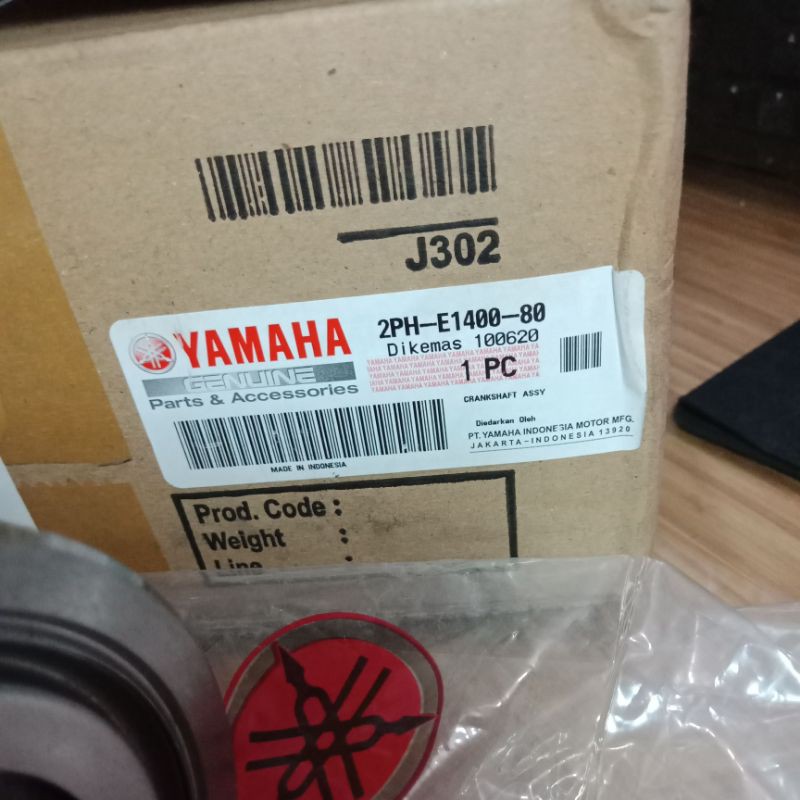 J302
YAMAHA
GENUINE
Parts & Accessories
2PH-E1400-80
Dikemas 100620
1 PC
CRANKSHAFT ASSY
Diedarkan Oleh
PT. YAMAHA INDONESIA MOTOR MFG.
JAKARTA-INDONESIA 13920
MADE IN INDONESIA
Prod. Code :
Weight :
Line :